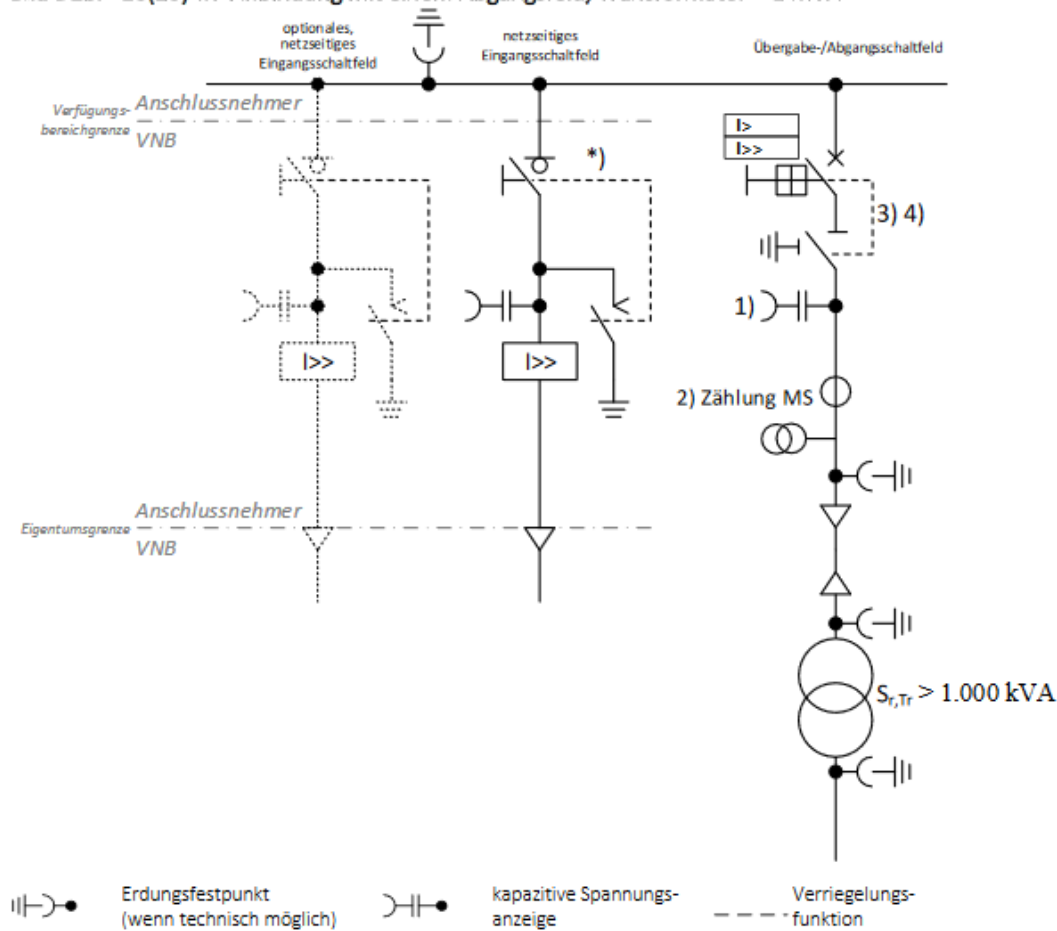 optionales,
netzseitiges
Eingangsschaltfeld
netzseitiges
Eingangsschaltfeld
Übergabe-/Abgangsschaltfeld
Verfügungs-
bereichgrenze
Anschlussnehmer
VNB
*)
I>
I>>
3) 4)
1)
I>>
I>>
2) Zählung MS
Eigentumsgrenze
Anschlussnehmer
VNB
Sr,Tr > 1.000 kVA
Erdungsfestpunkt
(wenn technisch möglich)
kapazitive Spannungs-
anzeige
Verriegelungs-
funktion